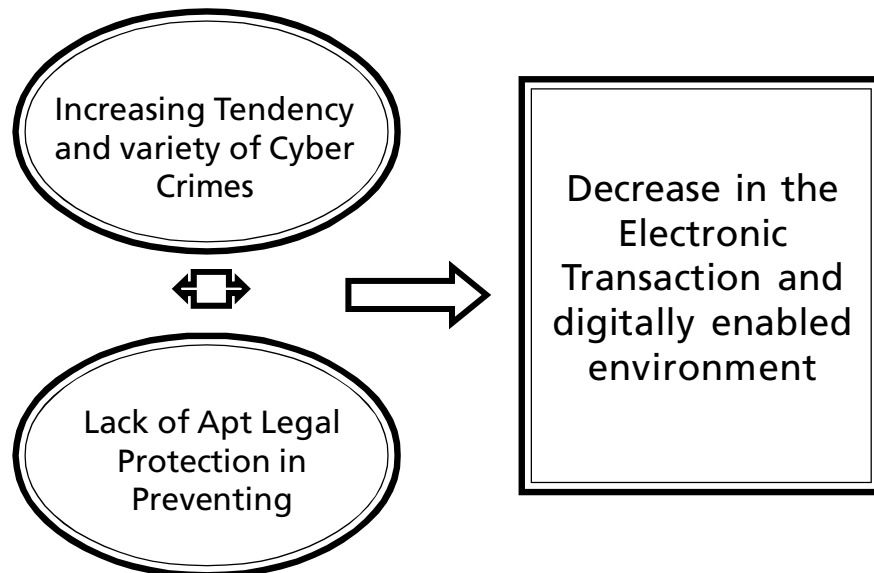 Increasing Tendency
and variety of Cyber
Crimes
Decrease in the
Electronic
Transaction and
digitally enabled
environment
Lack of Apt Legal
Protection in
Preventing